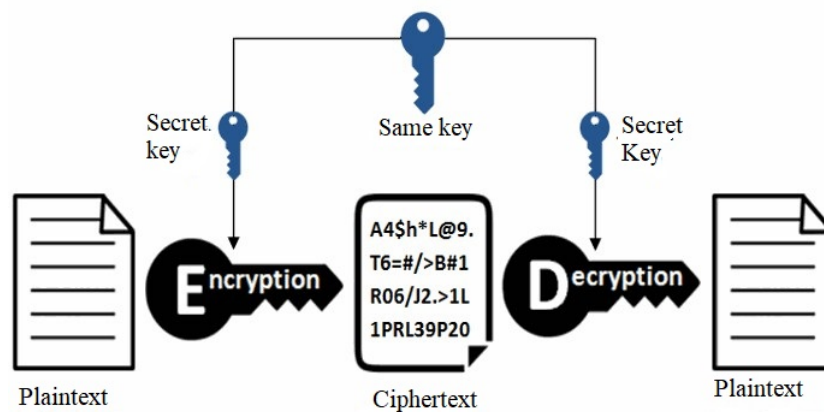 Secret.
key
Same key
Secret
Key
Encryption
A4$h*L@9.
T6=#/>B#1
R06/J2.>1L
1PRL39P20
Decryption
Plaintext
Ciphertext
Plaintext